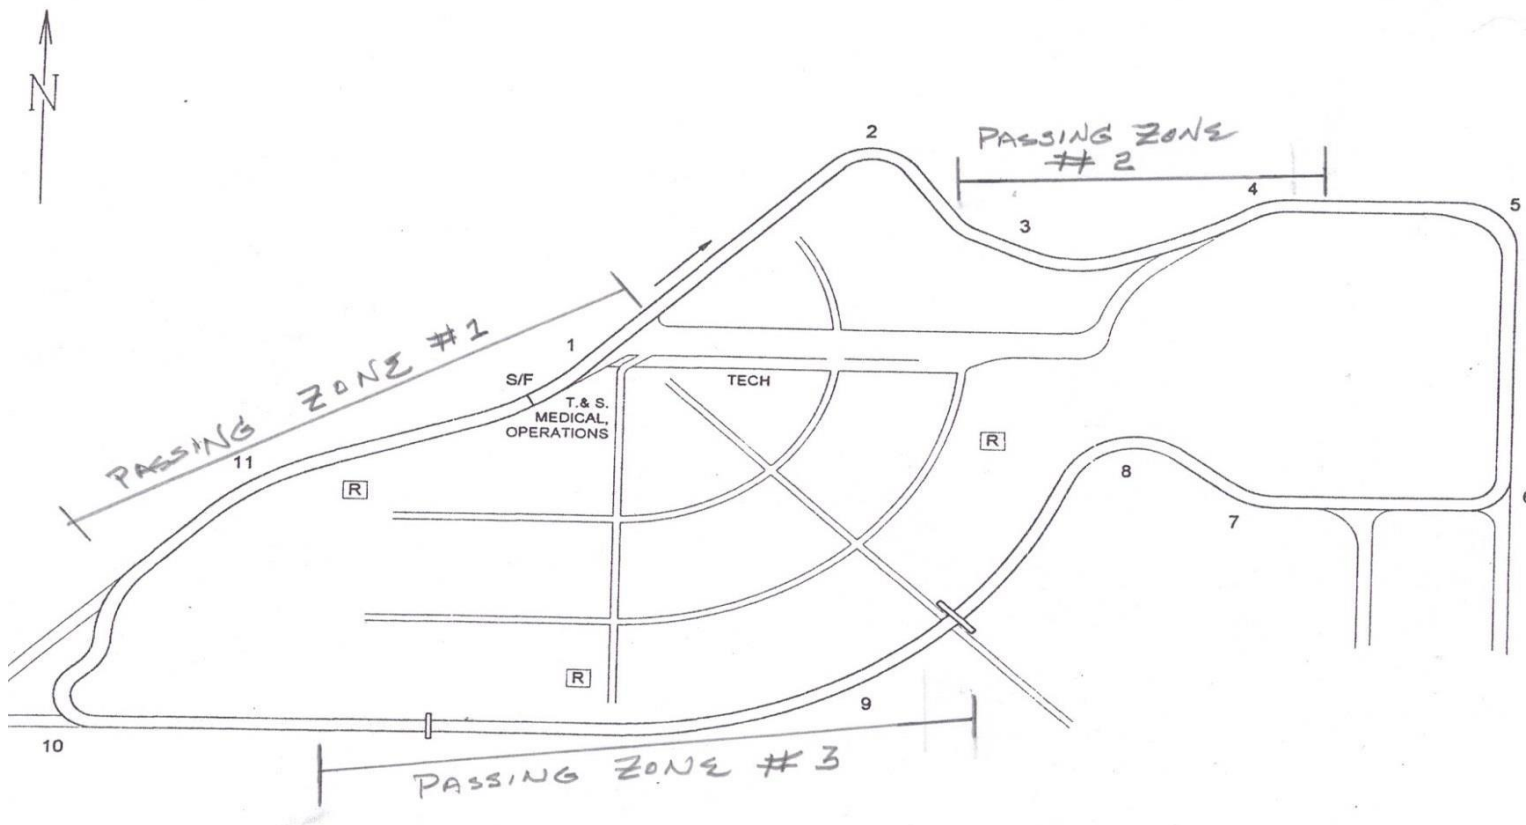 N
2
PASSING ZONE
# 2
4
5
3
PASSING ZONE #1
1
S/F
TECH
T. & S.
MEDICAL,
OPERATIONS
R
11
R
8
7
6
R
9
10
PASSING ZONE #3